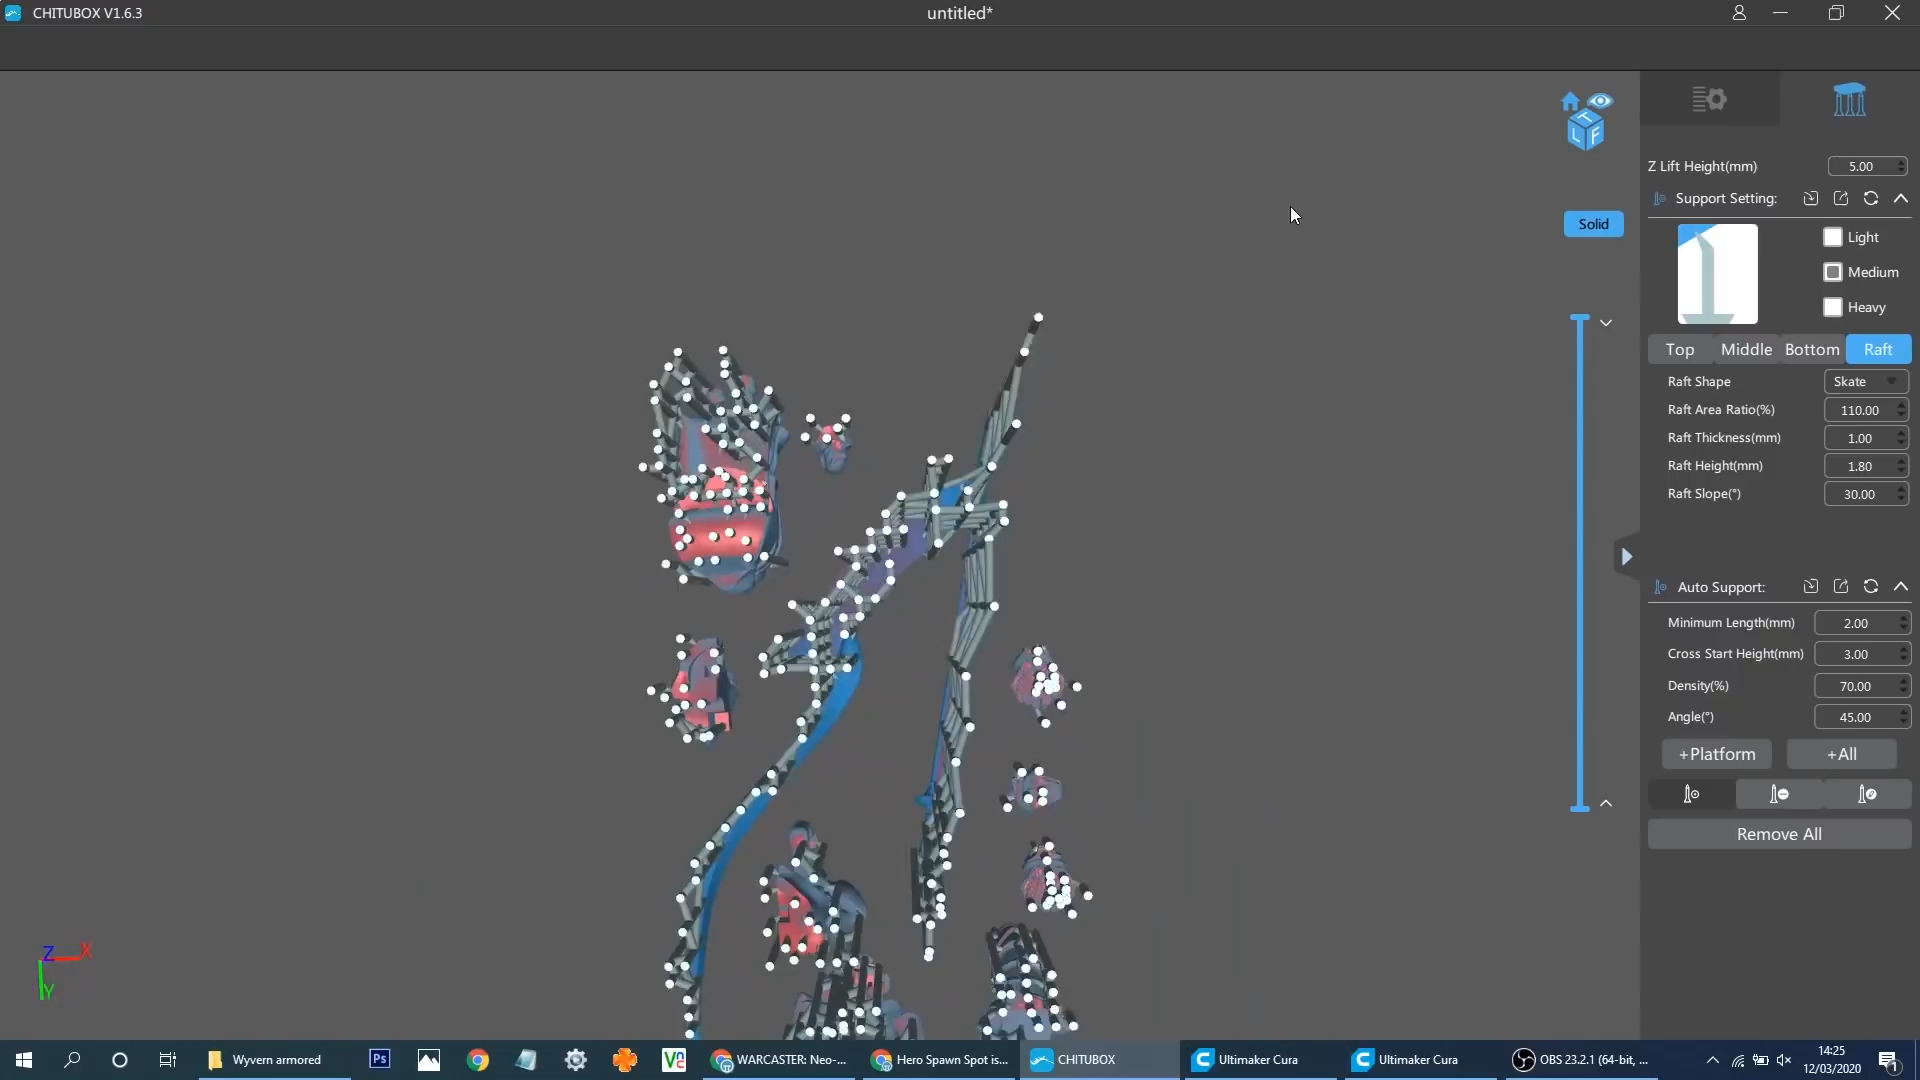 CHITUBOX V1.6.3
untitled*
T
L F
Solid
Z Lift Height(mm) 5.00
Support Setting:
Light
Medium
Heavy
Top Middle Bottom Raft
Raft Shape Skate
Raft Area Ratio(%) 110.00
Raft Thickness(mm) 1.00
Raft Height(mm) 1.80
Raft Slope(°) 30.00
Auto Support:
Minimum Length(mm) 2.00
Cross Start Height(mm) 3.00
Density(%) 70.00
Angle(°) 45.00
+Platform +All
Remove All
Z X
Y
Wyvern armored Ps WARCASTER: Neo-... Hero Spawn Spot is... CHITUBOX Ultimaker Cura Ultimaker Cura OBS 23.2.1 (64-bit, ...
14:25
12/03/2020
1